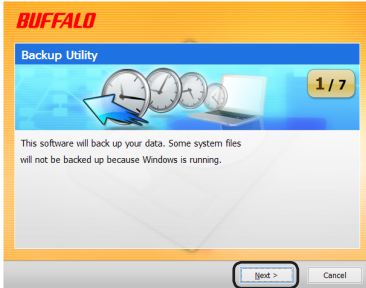 BUFFALO
Backup Utility
1 / 7
This software will back up your data. Some system files
will not be backed up because Windows is running.
Next >
Cancel